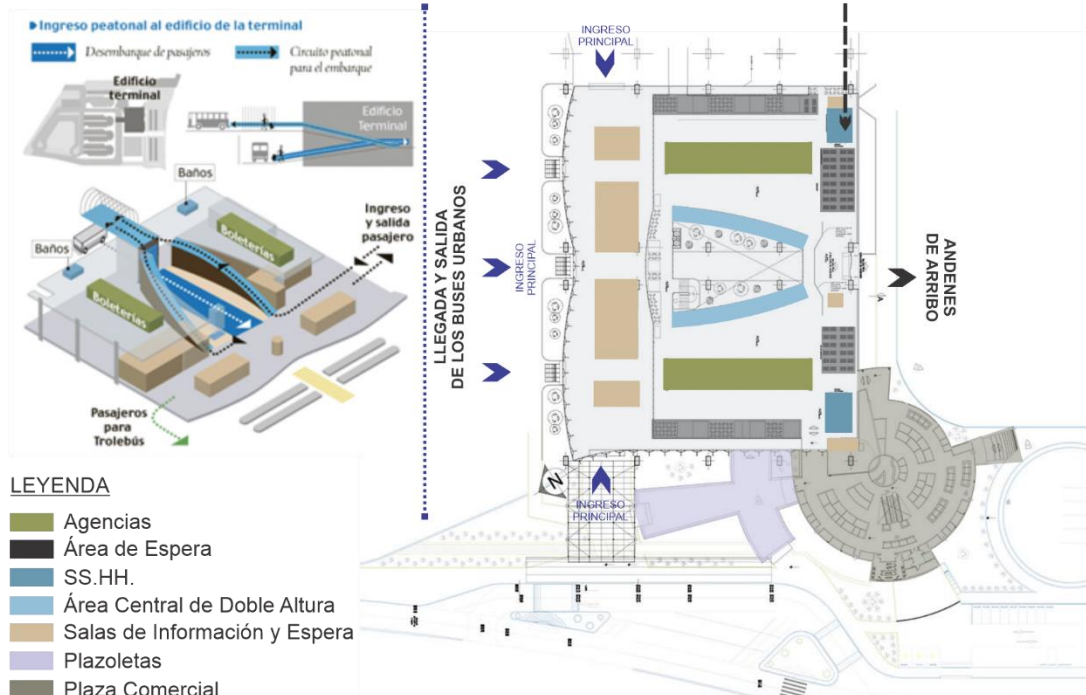 Ingreso peatonal al edificio de la terminal
Desembarque de pasajeros
Circuito peatonal
para el embarque
Edificio
terminal
Edificio
Terminal
Baños
Baños
Boleterías
Boleterías
Ingreso
y salida
pasajero
Pasajeros
para
Trolebús
LEYENDA
Agencias
Área de Espera
SS.HH.
Área Central de Doble Altura
Salas de Información y Espera
Plazoletas
Plaza Comercial
LLEGADA Y SALIDA
DE LOS BUSES URBANOS
INGRESO
PRINCIPAL
INGRESO
PRINCIPAL
INGRESO
PRINCIPAL
N
ANDENES
DE ARRIBO